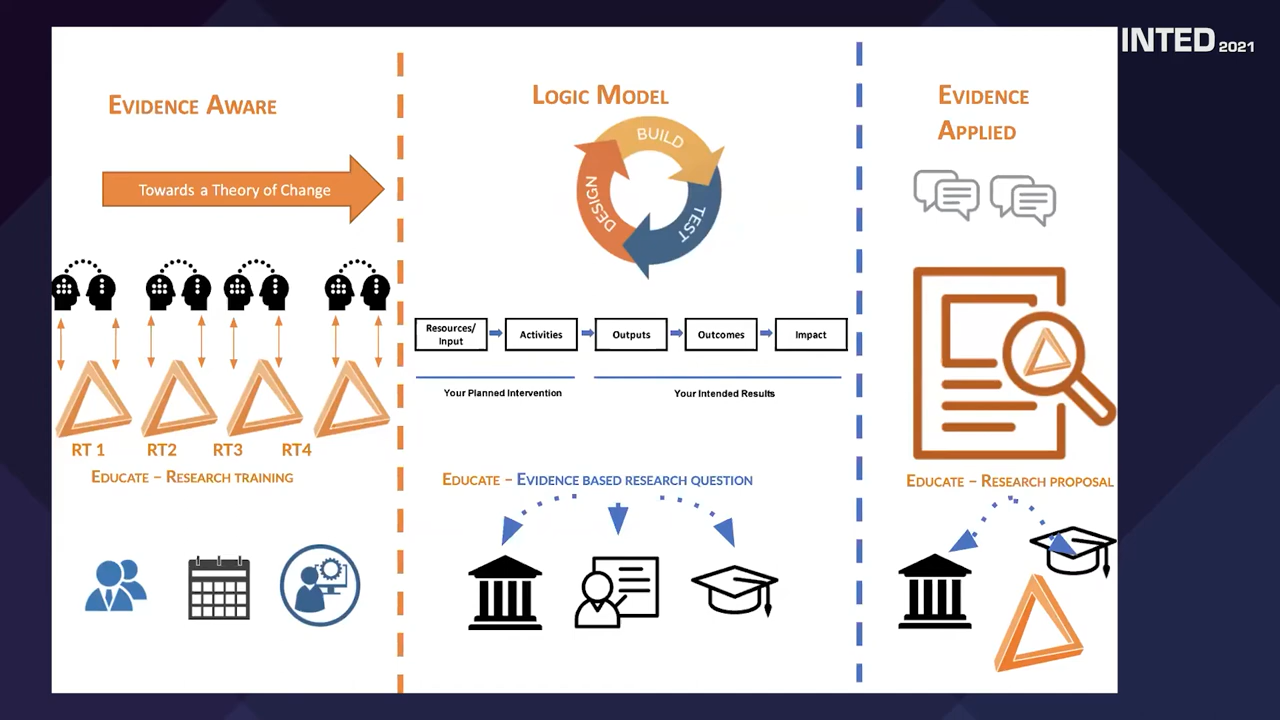 INTED 2021
EVIDENCE AWARE
Towards a Theory of Change
RT 1 RT2 RT3 RT4
EDUCATE – RESEARCH TRAINING
LOGIC MODEL
BUILD
TEST
DESIGN
Resources/
Input
Activities
Outputs
Outcomes
Impact
Your Planned Intervention
Your Intended Results
EDUCATE – EVIDENCE BASED RESEARCH QUESTION
EVIDENCE
APPLIED
EDUCATE – RESEARCH PROPOSAL